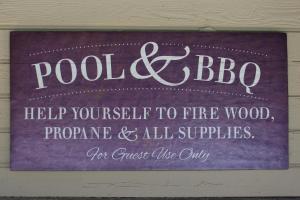 POOL & BBQ
HELP YOURSELF TO FIRE WOOD,
PROPANE & ALL SUPPLIES.
For Guest Use Only